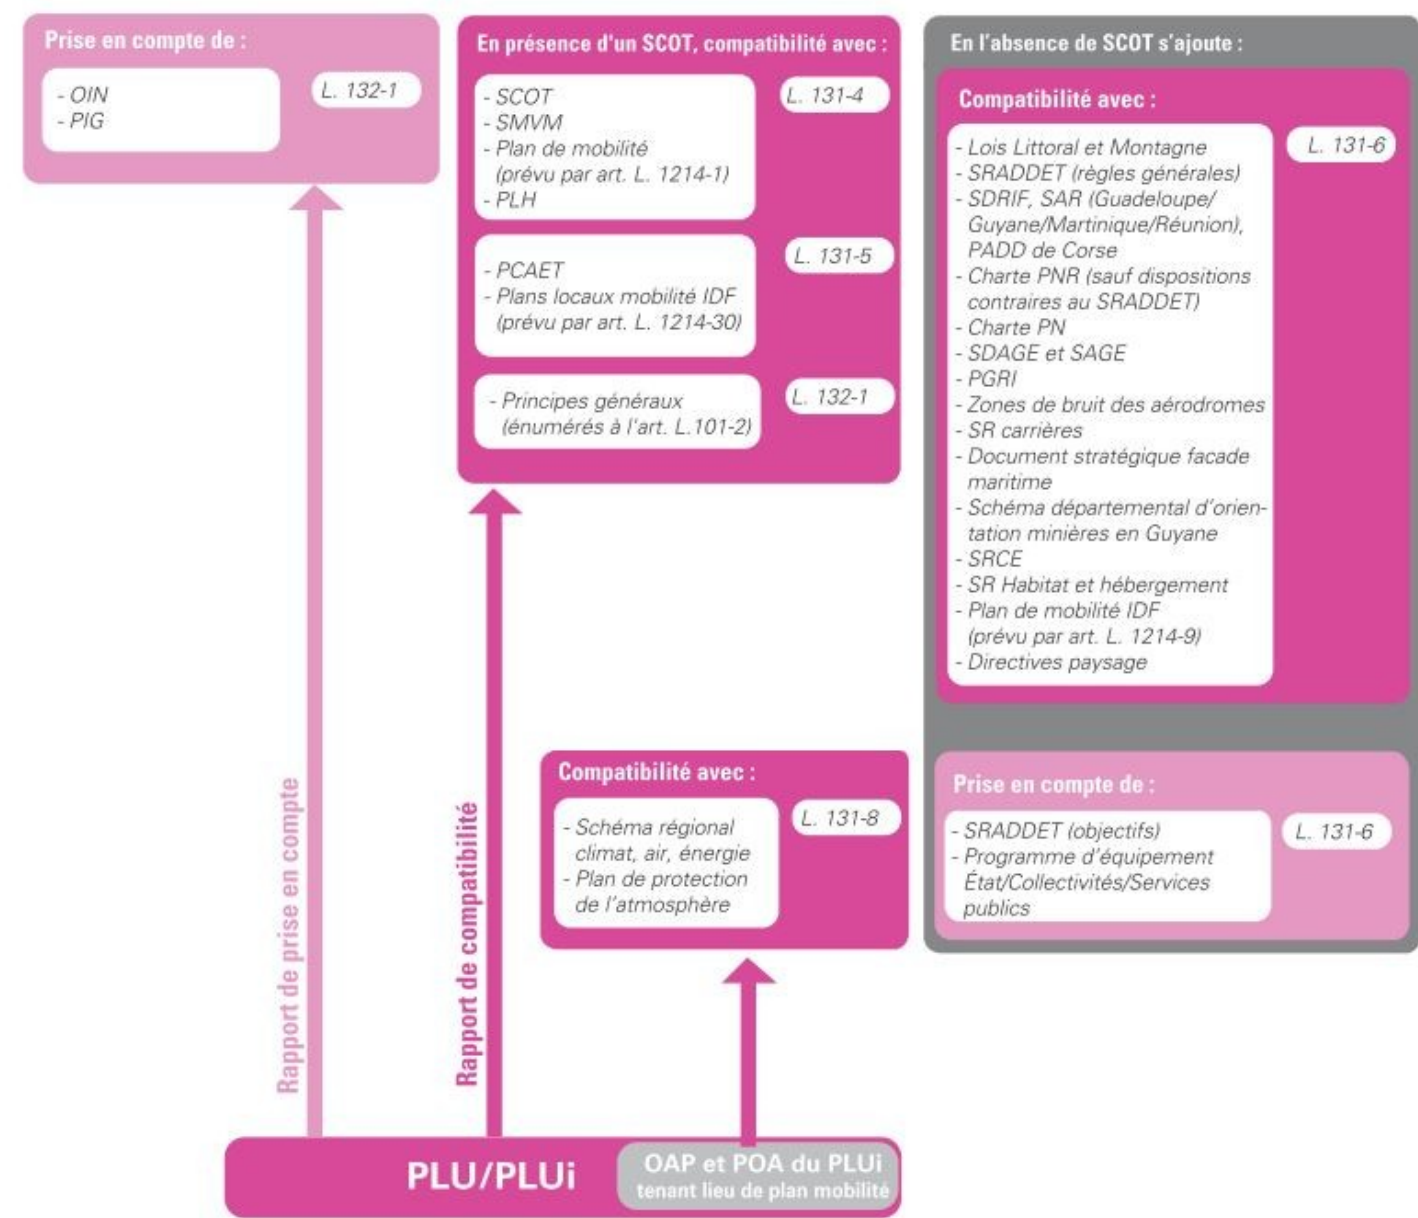 Prise en compte de :
- OIN
- PIG
L. 132-1
En présence d'un SCOT, compatibilité avec :
- SCOT
- SMVM
- Plan de mobilité
(prévu par art. L. 1214-1)
- PLH
L. 131-4
- PCAET
- Plans locaux mobilité IDF
(prévu par art. L. 1214-30)
L. 131-5
- Principes généraux
(énumérés à l'art. L.101-2)
L. 132-1
En l'absence de SCOT s'ajoute :
Compatibilité avec :
- Lois Littoral et Montagne
- SRADDET (règles générales)
- SDRIF, SAR (Guadeloupe/
Guyane/Martinique/Réunion),
PADD de Corse
- Charte PNR (sauf dispositions
contraires au SRADDET)
- Charte PN
- SDAGE et SAGE
- PGRI
- Zones de bruit des aérodromes
- SR carrières
- Document stratégique facade
maritime
- Schéma départemental d'orien-
tation minières en Guyane
- SRCE
- SR Habitat et hébergement
- Plan de mobilité IDF
(prévu par art. L. 1214-9)
- Directives paysage
L. 131-6
Prise en compte de :
- SRADDET (objectifs)
- Programme d'équipement
État/Collectivités/Services
publics
L. 131-6
Compatibilité avec :
- Schéma régional
climat, air, énergie
- Plan de protection
de l'atmosphère
L. 131-8
Rapport de prise en compte
Rapport de compatibilité
PLU/PLUi
OAP et POA du PLUi
tenant lieu de plan mobilité